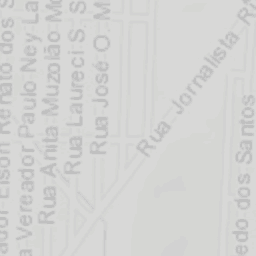 ador Elson Renato dos S
a Vereador Paulo Ney La
Rua Anita Muzolão Mo
Rua Laureci S S
Rua José O M
Rua Jornalista R
edo dos Santos